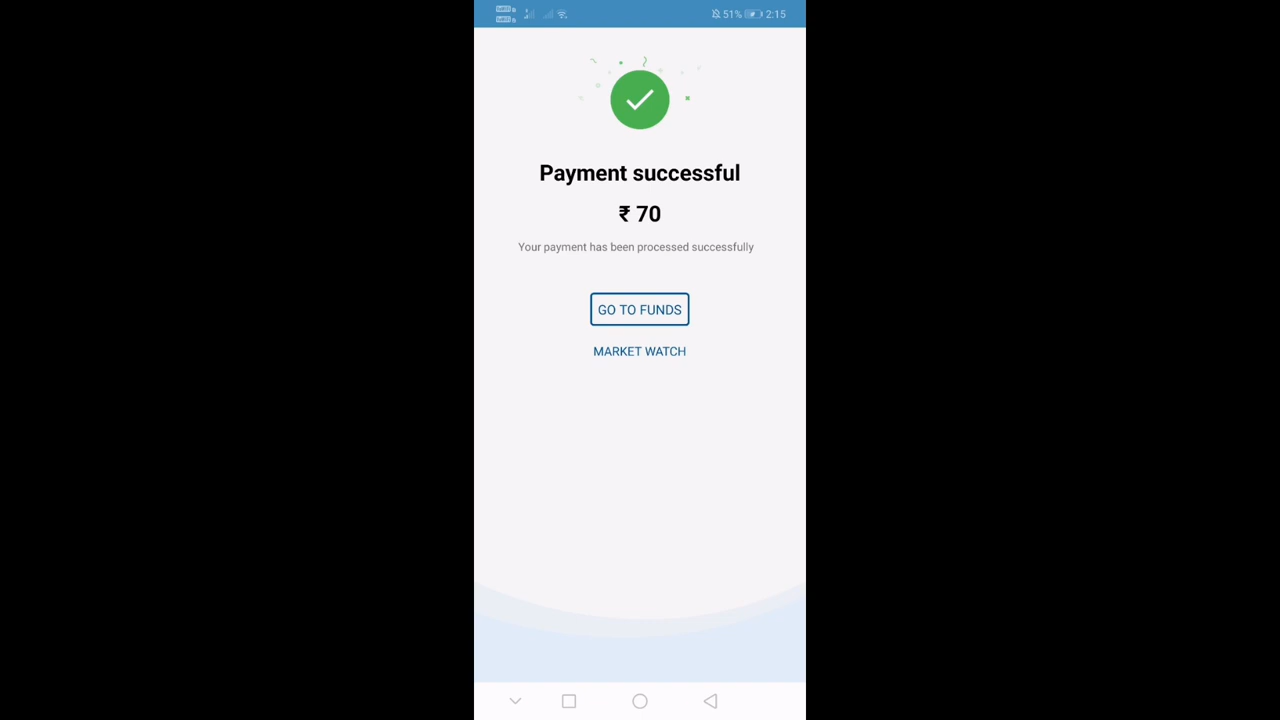 51% 2:15
Payment successful
₹ 70
Your payment has been processed successfully
GO TO FUNDS
MARKET WATCH